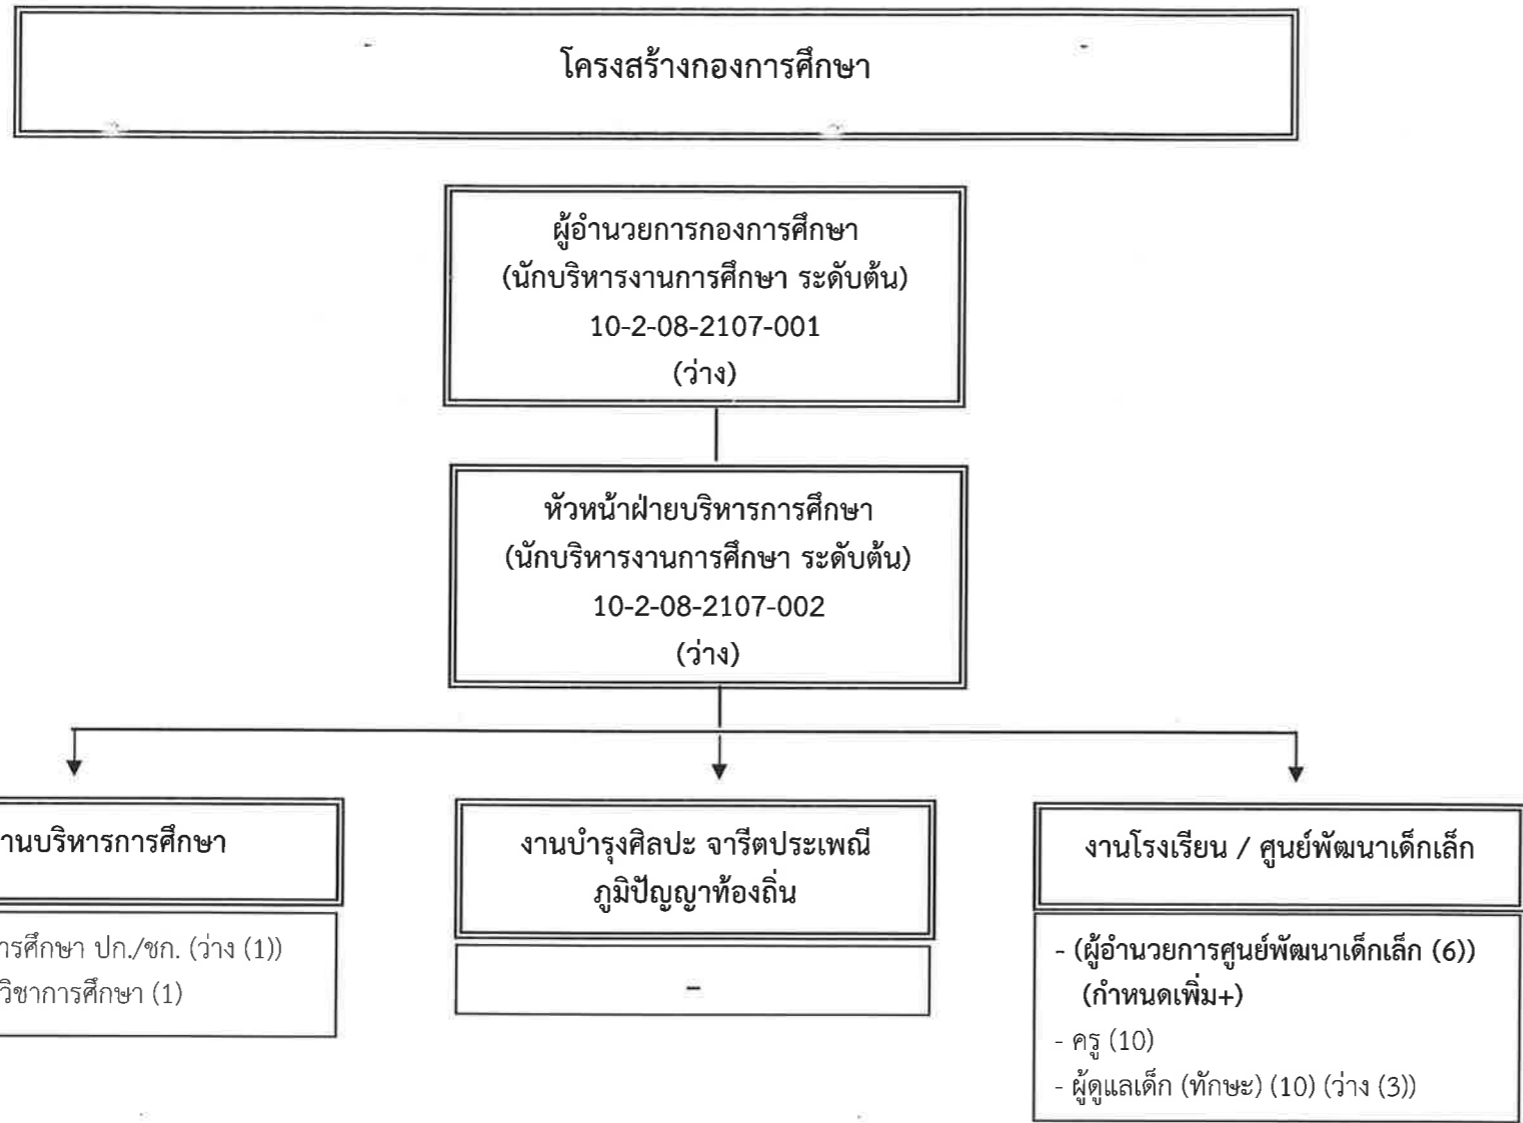 โครงสร้างกองการศึกษา
ผู้อำนวยการกองการศึกษา
(นักบริหารงานการศึกษา ระดับต้น)
10-2-08-2107-001
(ว่าง)
หัวหน้าฝ่ายบริหารการศึกษา
(นักบริหารงานการศึกษา ระดับต้น)
10-2-08-2107-002
(ว่าง)
านบริหารการศึกษา
ารศึกษา ปก./ชก. (ว่าง (1))
วิชาการศึกษา (1)
งานบำรุงศิลปะ จารีตประเพณี
ภูมิปัญญาท้องถิ่น
-
งานโรงเรียน / ศูนย์พัฒนาเด็กเล็ก
- (ผู้อำนวยการศูนย์พัฒนาเด็กเล็ก (6))
(กำหนดเพิ่ม+)
- ครู (10)
- ผู้ดูแลเด็ก (ทักษะ) (10) (ว่าง (3))